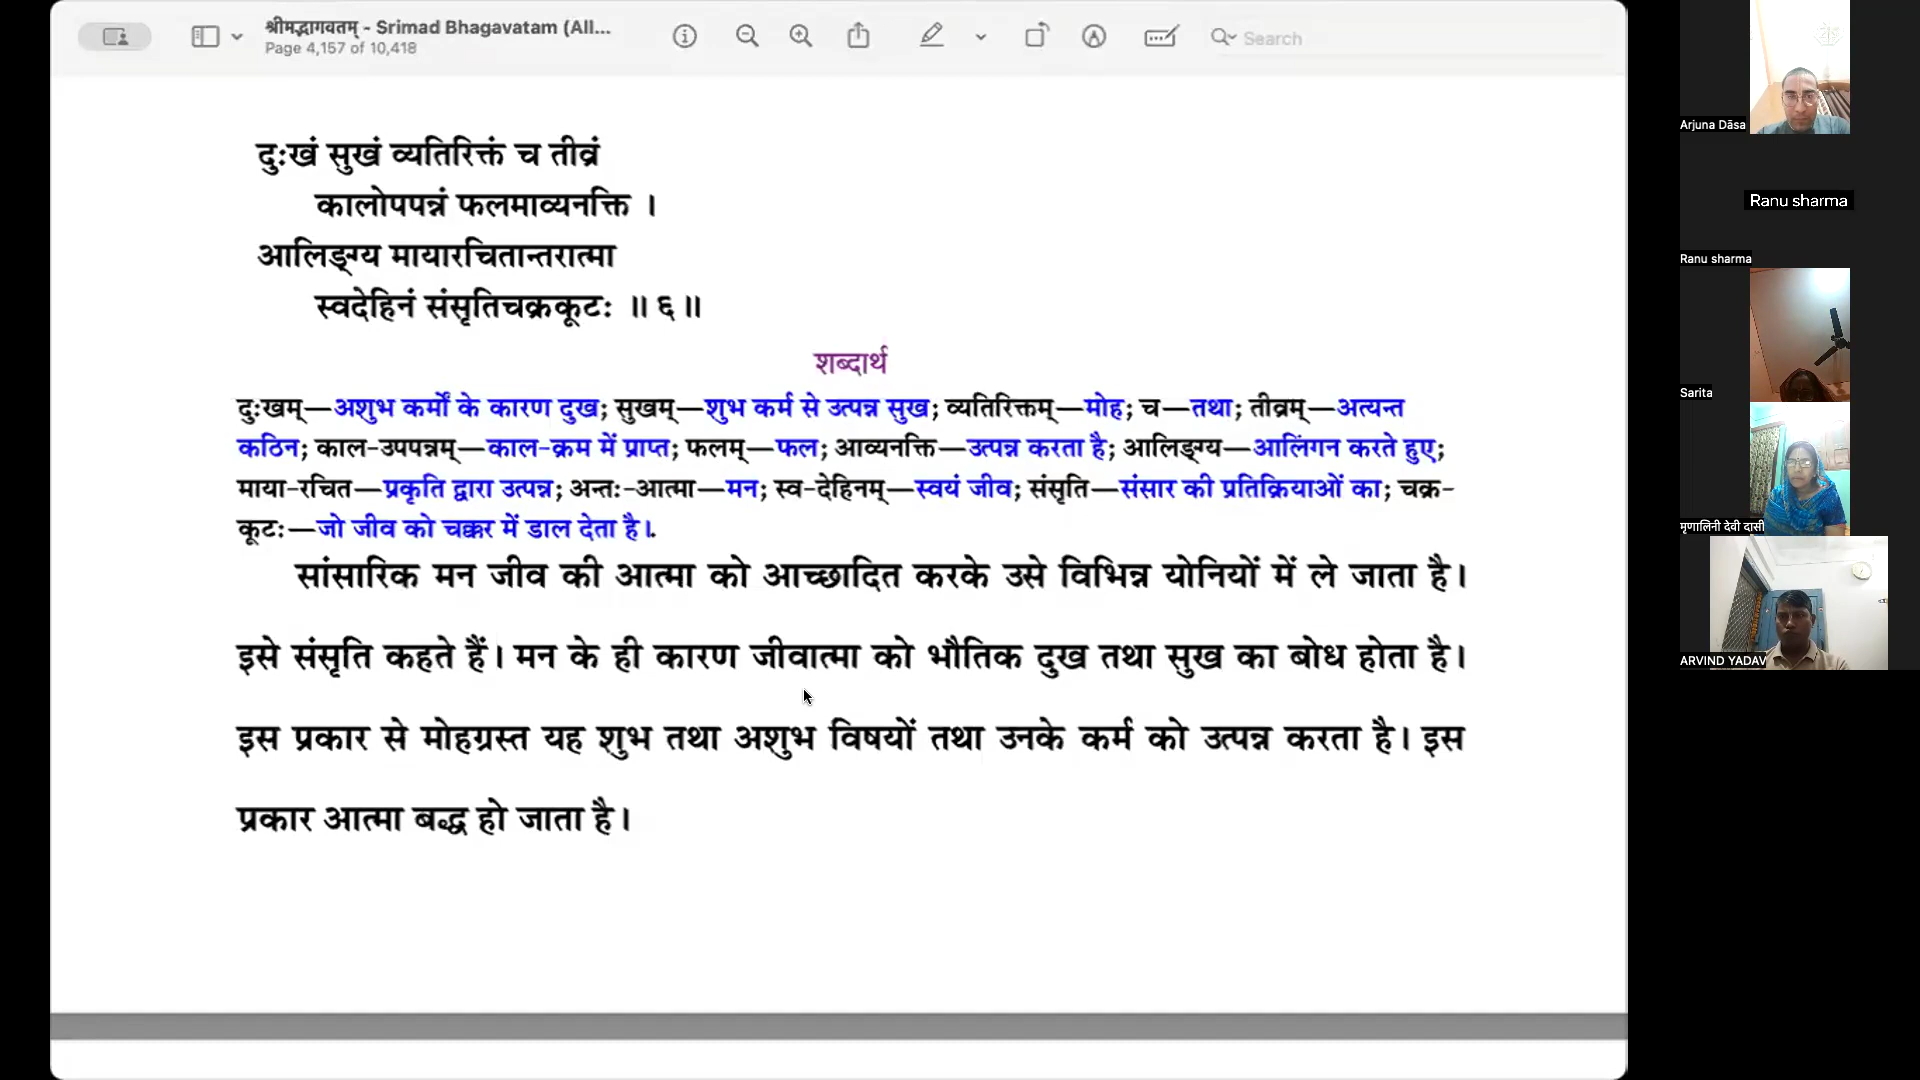 श्रीमद्भागवतम् - Srimad Bhagavatam (All...
Page 4,157 of 10,418
Search
दुःखं सुखं व्यतिरिक्तं च तीव्रं
कालोपपन्नं फलमाव्यनक्ति ।
आलिङ्ग्य मायारचितान्तरात्मा
स्वदेहिनं संसृतिचक्रकूटः ॥ ६॥
शब्दार्थ
दुःखम्—अशुभ कर्मों के कारण दुख; सुखम्—शुभ कर्म से उत्पन्न सुख; व्यतिरिक्तम्—मोह; च—तथा; तीव्रम्—अत्यन्त
कठिन; काल-उपपन्नम्—काल-क्रम में प्राप्त; फलम्—फल; आव्यनक्ति—उत्पन्न करता है; आलिङ्ग्य—आलिंगन करते हुए;
माया-रचित—प्रकृति द्वारा उत्पन्न; अन्तः-आत्मा—मन; स्व-देहिनम्—स्वयं जीव; संसृति—संसार की प्रतिक्रियाओं का; चक्र-
कूटः—जो जीव को चक्कर में डाल देता है।.
सांसारिक मन जीव की आत्मा को आच्छादित करके उसे विभिन्न योनियों में ले जाता है।
इसे संसृति कहते हैं। मन के ही कारण जीवात्मा को भौतिक दुख तथा सुख का बोध होता है।
इस प्रकार से मोहग्रस्त यह शुभ तथा अशुभ विषयों तथा उनके कर्म को उत्पन्न करता है। इस
प्रकार आत्मा बद्ध हो जाता है।
Arjuna Dāsa
Ranu sharma
Ranu sharma
Sarita
मृणालिनी देवी दासी
ARVIND YADAV